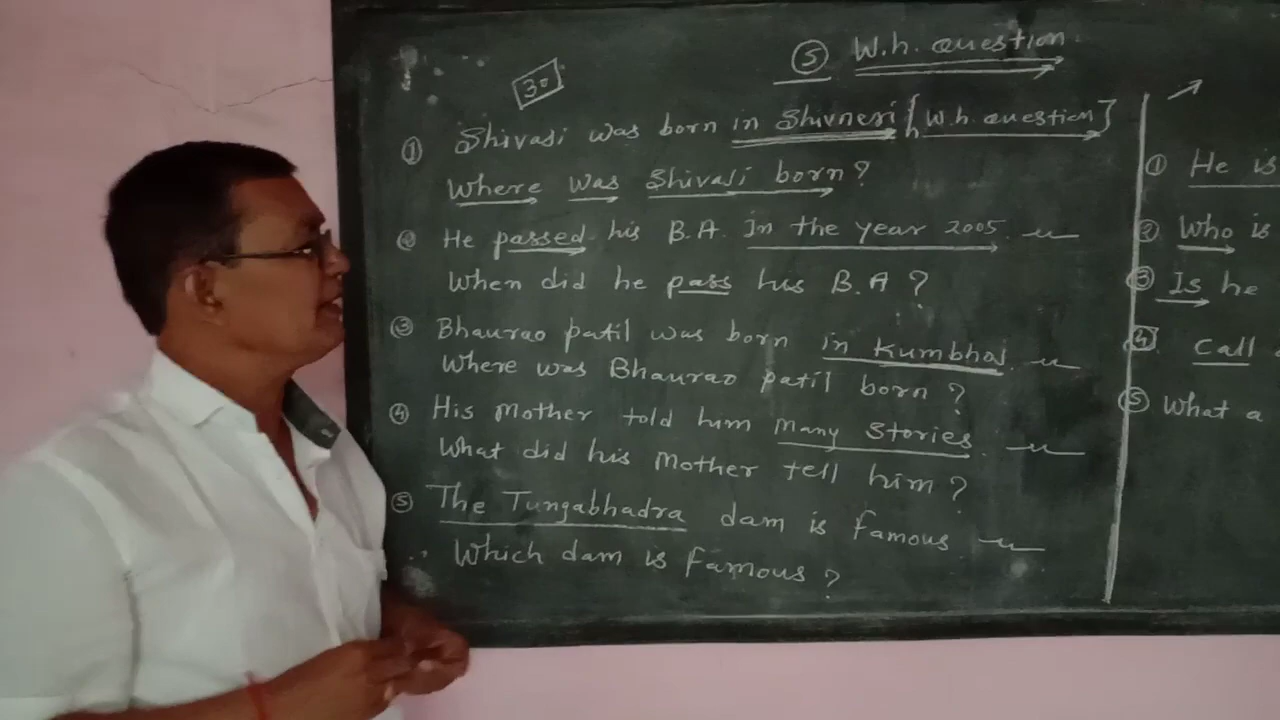 30
⑤ W.h. question
① Shivaji was born in Shivneri [W.h. question]
Where was Shivaji born?
② He passed his B.A. In the year 2005.
When did he pass his B.A?
③ Bhaurao patil was born in Kumbhoj.
Where was Bhaurao patil born?
④ His Mother told him many stories.
What did his Mother tell him?
⑤ The Tungabhadra dam is famous
Which dam is Famous?
① He is
② Who is
③ Is he
④ Call
⑤ What a